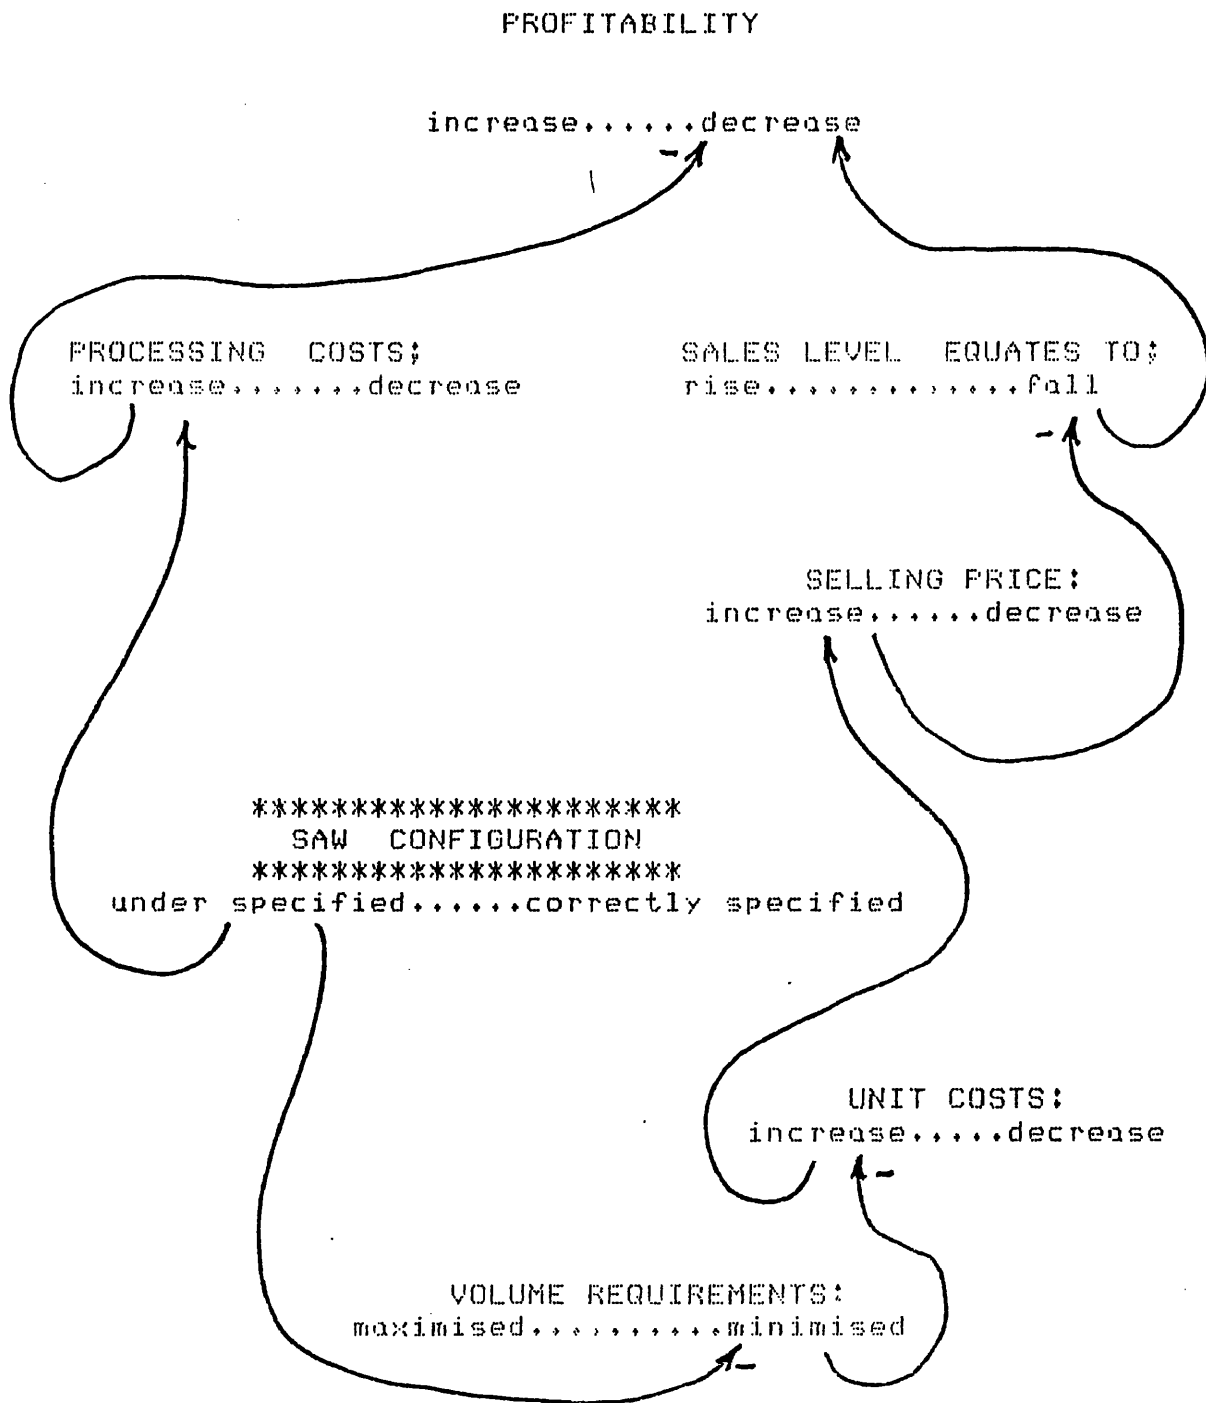 PROFITABILITY
increase......decrease
-
PROCESSING COSTS;
increase.......decrease
SALES LEVEL EQUATES TO;
rise.............fall
-
SELLING PRICE:
increase......decrease
**********************
SAW CONFIGURATION
**********************
under specified......correctly specified
UNIT COSTS:
increase.....decrease
-
VOLUME REQUIREMENTS:
maximised..........minimised
-